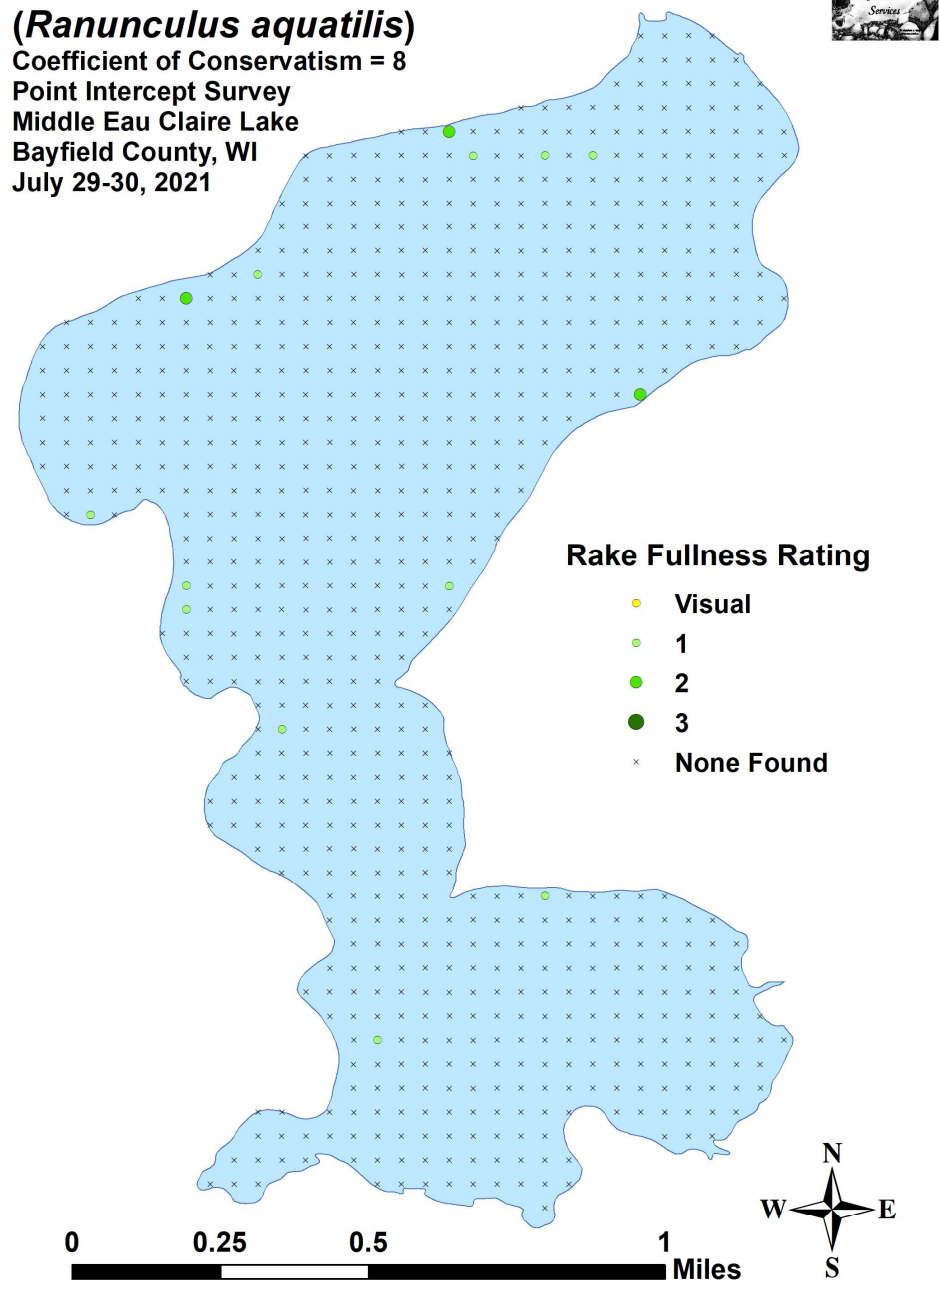 (Ranunculus aquatilis)
Coefficient of Conservatism = 8
Point Intercept Survey
Middle Eau Claire Lake
Bayfield County, WI
July 29-30, 2021
Services
Rake Fullness Rating
Visual
1
2
3
None Found
N
W E
S
0 0.25 0.5 1
Miles